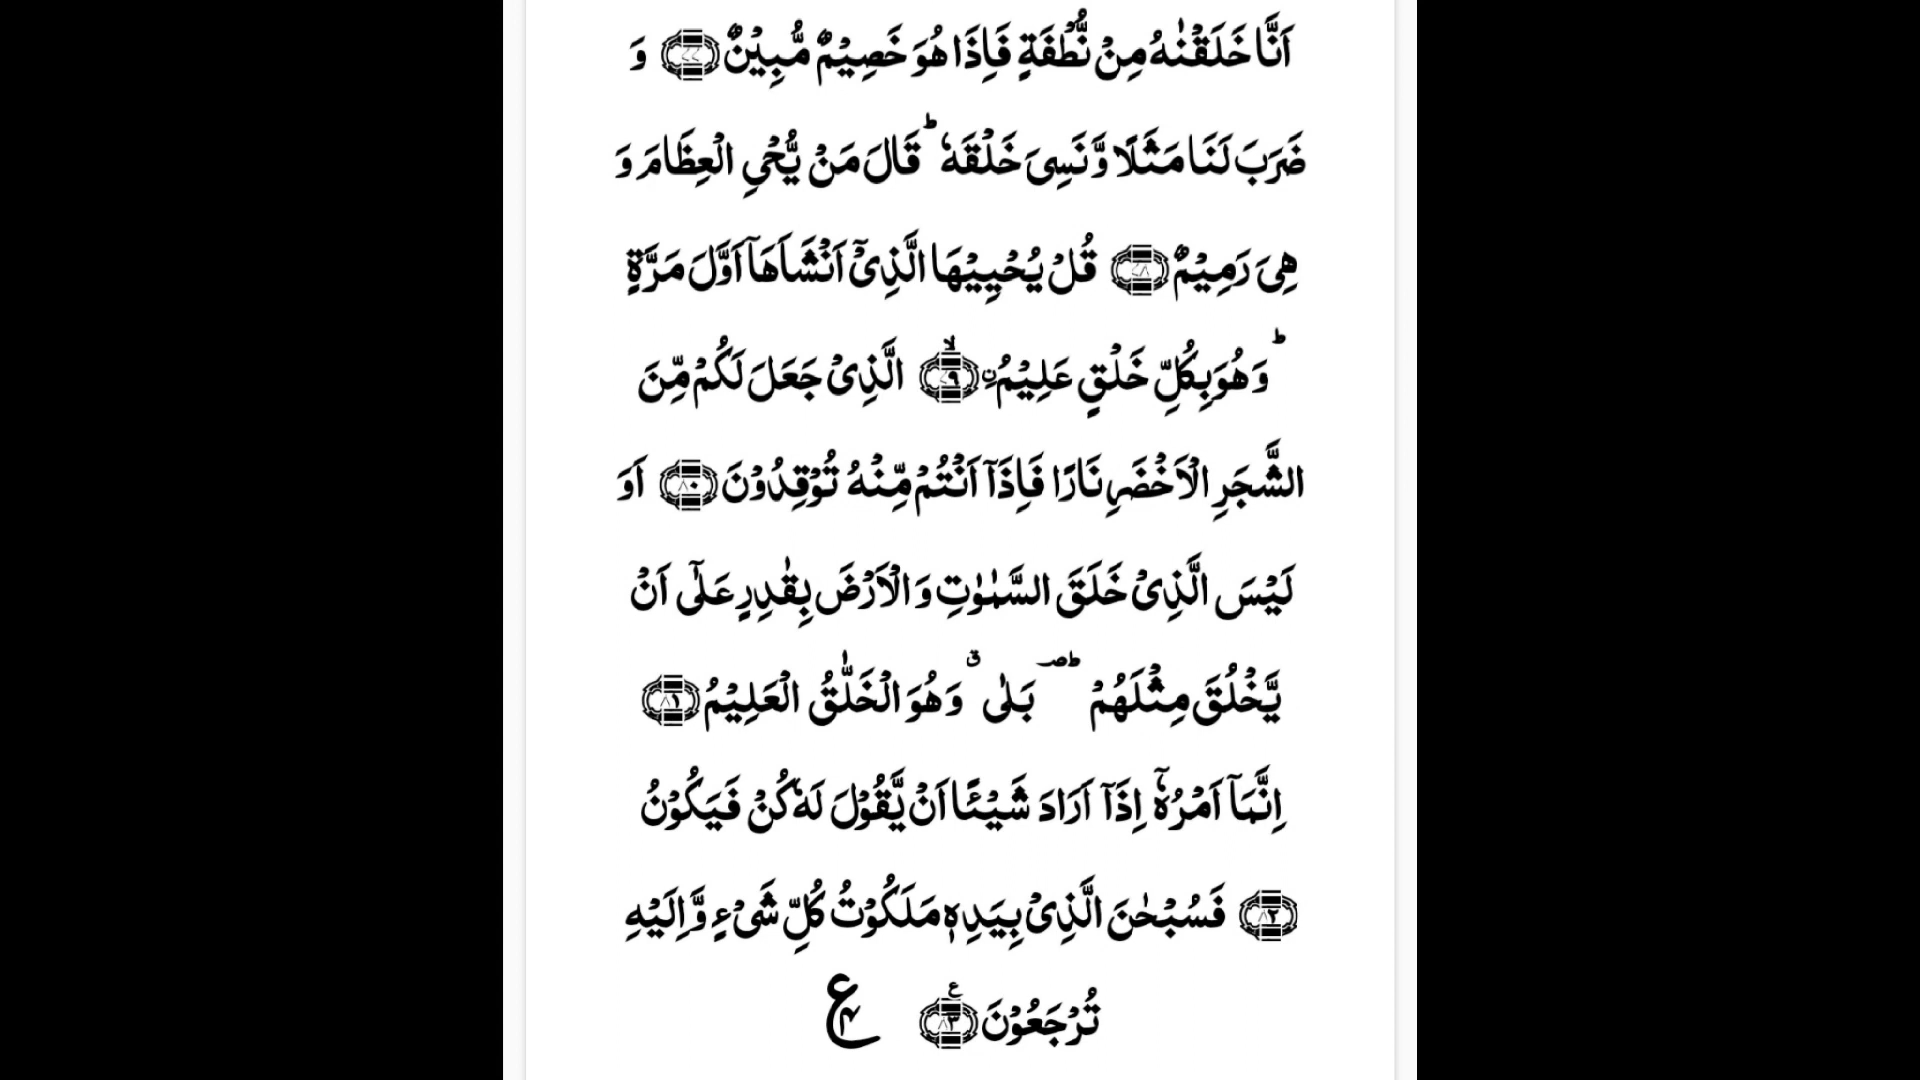 اَنَّا خَلَقْنٰهُ مِنْ نُّطْفَةٍ فَاِذَا هُوَ خَصِیْمٌ مُّبِیْنٌ ﴿۷۷﴾ وَ
ضَرَبَ لَنَا مَثَلًا وَّ نَسِیَ خَلْقَهٗ ؕ قَالَ مَنْ یُّحْیِ الْعِظَامَ وَ
هِیَ رَمِیْمٌ ﴿۷۸﴾ قُلْ یُحْیِیْهَا الَّذِیْۤ اَنْشَاَهَاۤ اَوَّلَ مَرَّةٍ
ؕ وَ هُوَ بِكُلِّ خَلْقٍ عَلِیْمُ ۨ ﴿ۙ۷۹﴾ الَّذِیْ جَعَلَ لَكُمْ مِّنَ
الشَّجَرِ الْاَخْضَرِ نَارًا فَاِذَاۤ اَنْتُمْ مِّنْهُ تُوْقِدُوْنَ ﴿۸۰﴾ اَوَ
لَیْسَ الَّذِیْ خَلَقَ السَّمٰوٰتِ وَ الْاَرْضَ بِقٰدِرٍ عَلٰۤی اَنْ
یَّخْلُقَ مِثْلَهُمْ ؕؔ بَلٰی ۗ وَ هُوَ الْخَلّٰقُ الْعَلِیْمُ ﴿۸۱﴾
اِنَّمَاۤ اَمْرُهٗۤ اِذَاۤ اَرَادَ شَیْـًٔا اَنْ یَّقُوْلَ لَهٗ كُنْ فَیَكُوْنُ
﴿۸۲﴾ فَسُبْحٰنَ الَّذِیْ بِیَدِهٖ مَلَكُوْتُ كُلِّ شَیْءٍ وَّ اِلَیْهِ
تُرْجَعُوْنَ ﴿۸۳﴾ ع ۴